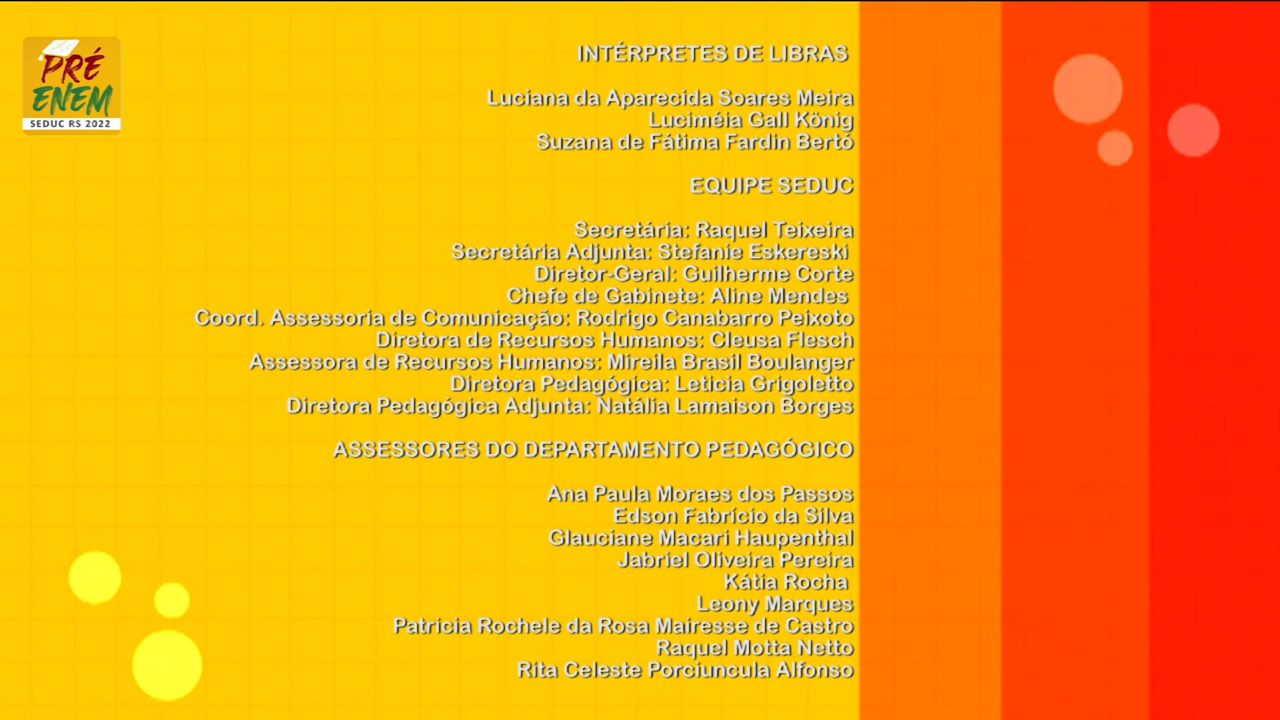 PRÉ
ENEM
SEDUC RS 2022
INTÉRPRETES DE LIBRAS
Luciana da Aparecida Soares Meira
Luciméia Gall König
Suzana de Fátima Fardin Bertó
EQUIPE SEDUC
Secretária: Raquel Teixeira
Secretária Adjunta: Stefanie Eskereski
Diretor-Geral: Guilherme Corte
Chefe de Gabinete: Aline Mendes
Coord. Assessoria de Comunicação: Rodrigo Canabarro Peixoto
Diretora de Recursos Humanos: Cleusa Flesch
Assessora de Recursos Humanos: Mireila Brasil Boulanger
Diretora Pedagógica: Leticia Grigoletto
Diretora Pedagógica Adjunta: Natália Lamaison Borges
ASSESSORES DO DEPARTAMENTO PEDAGÓGICO
Ana Paula Moraes dos Passos
Edson Fabrício da Silva
Glauciane Macari Haupenthal
Jabriel Oliveira Pereira
Kátia Rocha
Leony Marques
Patricia Rochele da Rosa Mairesse de Castro
Raquel Motta Netto
Rita Celeste Porciuncula Alfonso